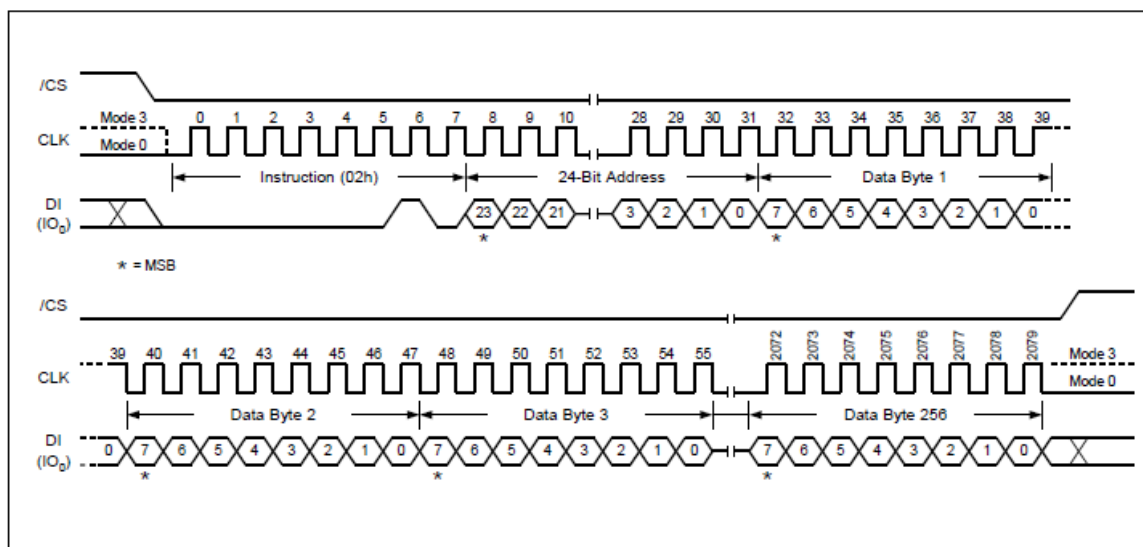 /CS
Mode 3 0 1 2 3 4 5 6 7 8 9 10 28 29 30 31 32 33 34 35 36 37 38 39
CLK
Mode 0
Instruction (02h) 24-Bit Address Data Byte 1
DI
(IO₀) 23 22 21 3 2 1 0 7 6 5 4 3 2 1 0
* *
* = MSB
/CS
39 40 41 42 43 44 45 46 47 48 49 50 51 52 53 54 55 2072 2073 2074 2075 2076 2077 2078 2079 Mode 3
CLK
Mode 0
Data Byte 2 Data Byte 3 Data Byte 256
DI
(IO₀) 0 7 6 5 4 3 2 1 0 7 6 5 4 3 2 1 0 7 6 5 4 3 2 1 0
* * *